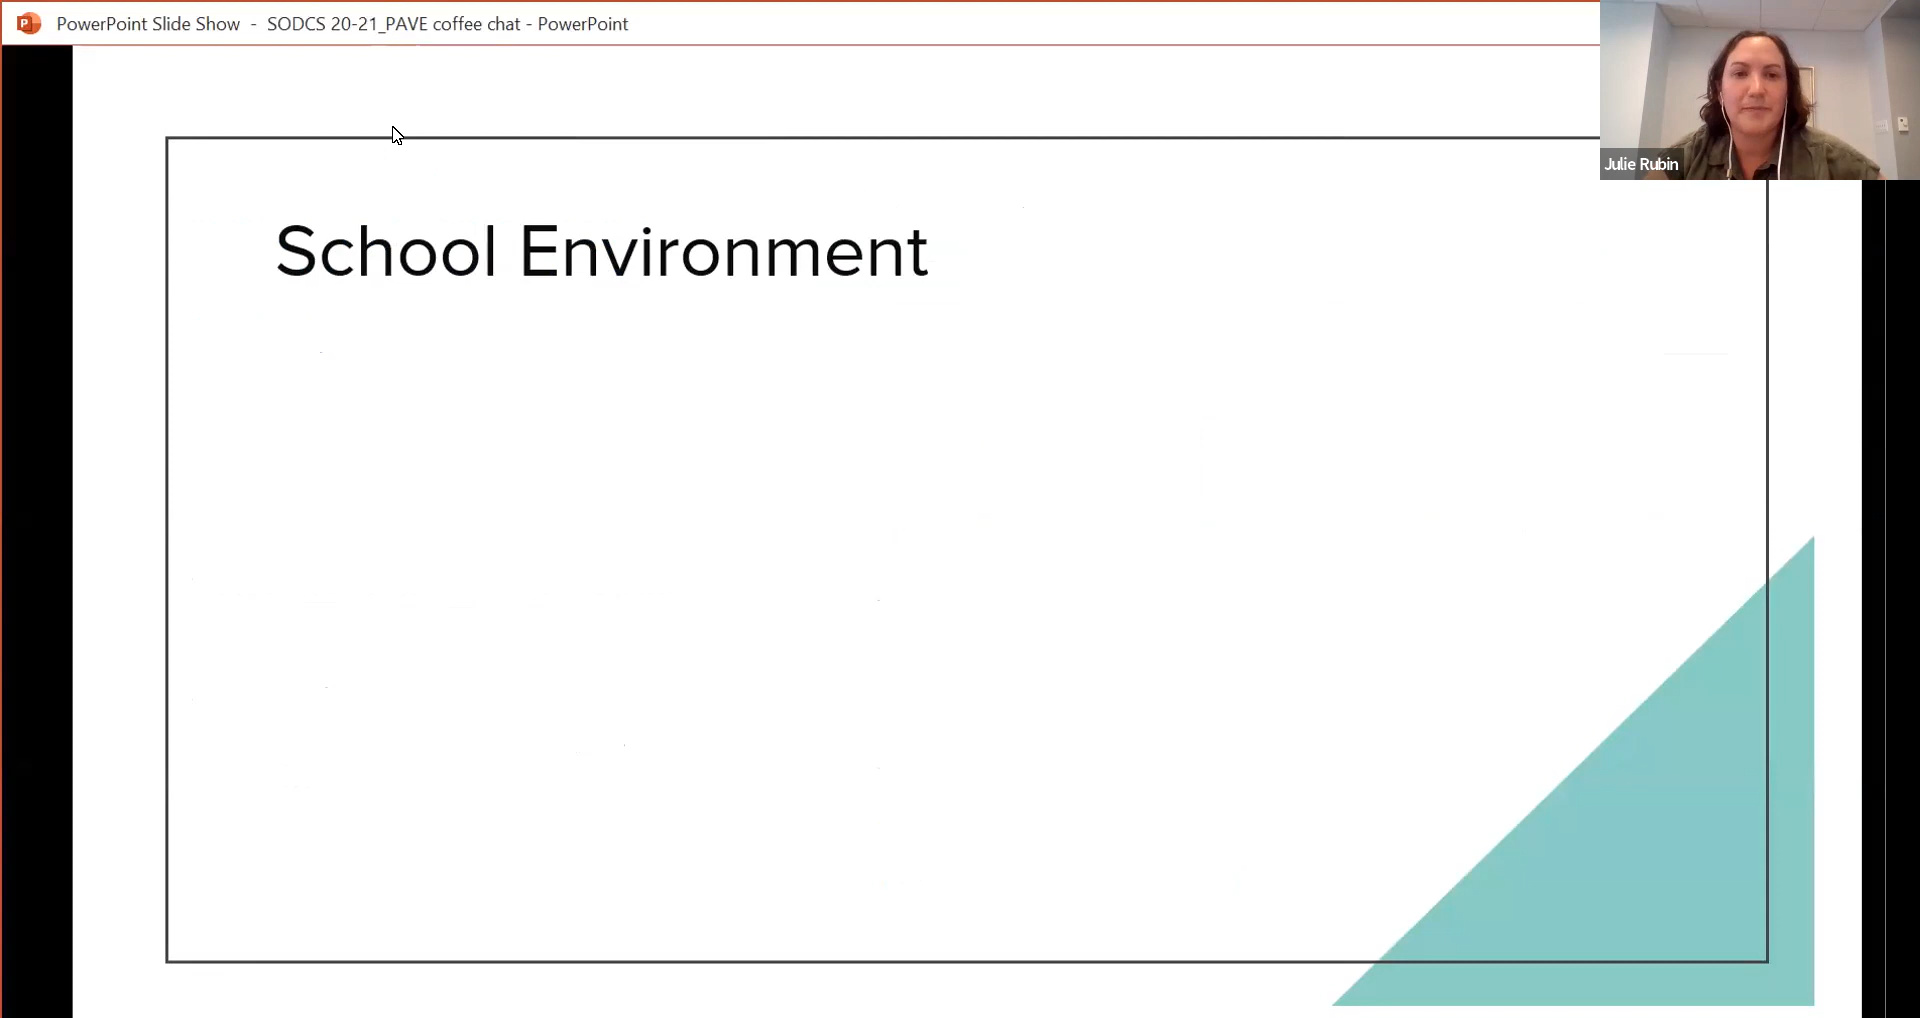 PowerPoint Slide Show - SODCS 20-21_PAVE coffee chat - PowerPoint
Julie Rubin
School Environment